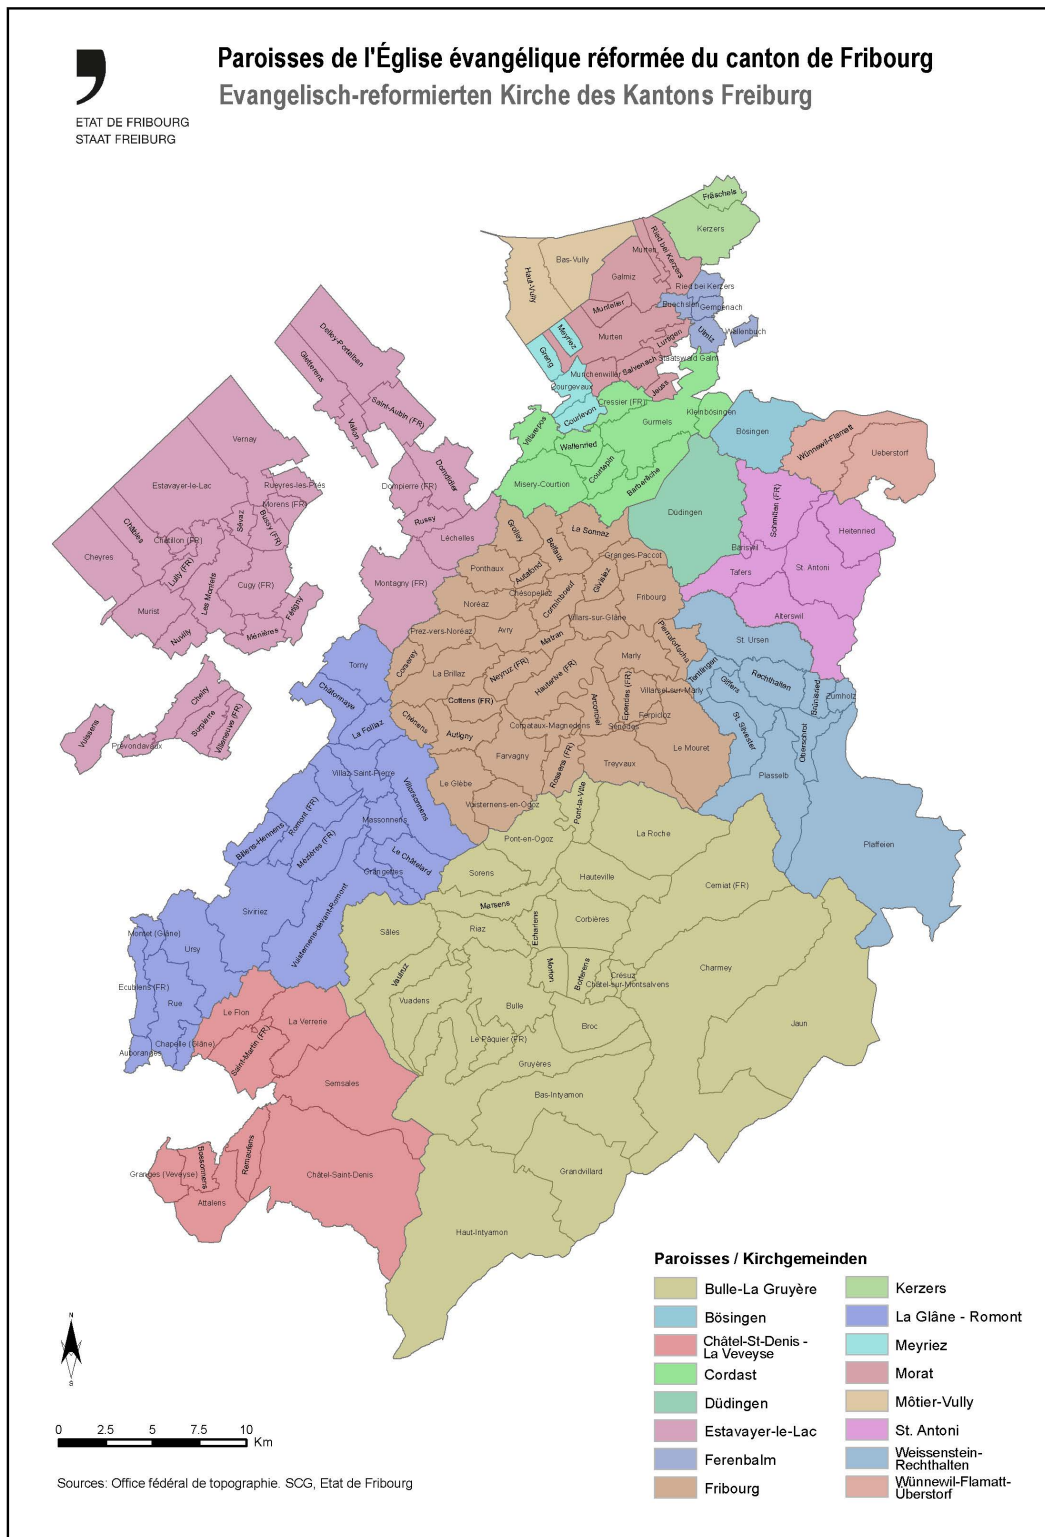 Paroisses de l'Église évangélique réformée du canton de Fribourg
Evangelisch-reformierten Kirche des Kantons Freiburg
ETAT DE FRIBOURG
STAAT FREIBURG
Fräschels
Kerzers
Ried bei Kerzers
Murten
Bas-Vully
Haut-Vully
Galmiz
Ried bei Kerzers
Buechslen
Gempenach
Muntelier
Ulmiz
Wallenbuch
Meyriez
Murten
Lurtigen
Greng
Salvenach
Staatswald Galm
Münchenwiler
Jeuss
Courgevaux
Cressier (FR)
Courlevon
Kleinbösingen
Gurmels
Villarepos
Wallenried
Courtepin
Barberêche
Misery-Courtion
Bösingen
Wünnewil-Flamatt
Ueberstorf
Düdingen
Schmitten (FR)
Heitenried
Bäriswil
St. Antoni
Tafers
Alterswil
Delley-Portalban
Gletterens
Saint-Aubin (FR)
Vallon
Vernay
Estavayer-le-Lac
Rueyres-les-Prés
Morens (FR)
Bussy (FR)
Sévaz
Domdidier
Dompierre (FR)
Russy
Léchelles
Montagny (FR)
Châbles
Châtillon (FR)
Cheyres
Lully (FR)
Les Montets
Cugy (FR)
Murist
Nuvilly
Ménières
Fétigny
Cheiry
Surpierre
Villeneuve (FR)
Vuissens
Prévondavaux
Grolley
La Sonnaz
Belfaux
Granges-Paccot
Ponthaux
Autafond
Givisiez
Chésopelloz
Corminboeuf
Fribourg
Noréaz
Villars-sur-Glâne
Prez-vers-Noréaz
Avry
Matran
Pierrafortscha
Corserey
La Brillaz
Neyruz (FR)
Hauterive (FR)
Marly
Villarsel-sur-Marly
Cottens (FR)
Arconciel
Ependes (FR)
Ferpicloz
Chénens
Autigny
Corpataux-Magnedens
Senèdes
Le Mouret
Farvagny
Rossens (FR)
Treyvaux
Le Glèbe
Vuisternens-en-Ogoz
St. Ursen
Tentlingen
Giffers
Rechthalten
Brünisried
Zumholz
St. Silvester
Oberschrot
Plasselb
Plaffeien
Torny
Châtonnaye
La Folliaz
Villaz-Saint-Pierre
Villorsonnens
Romont (FR)
Massonnens
Billens-Hennens
Mézières (FR)
Le Châtelard
Grangettes
Siviriez
Vuisternens-devant-Romont
Montet (Glâne)
Ursy
Ecublens (FR)
Rue
Auboranges
Chapelle (Glâne)
Pont-la-Ville
Pont-en-Ogoz
La Roche
Sorens
Hauteville
Cerniat (FR)
Marsens
Echarlens
Corbières
Sâles
Riaz
Vaulruz
Morlon
Botterens
Crésuz
Châtel-sur-Montsalvens
Charmey
Vuadens
Bulle
Broc
Jaun
Le Pâquier (FR)
Gruyères
Bas-Intyamon
Grandvillard
Haut-Intyamon
Le Flon
La Verrerie
Saint-Martin (FR)
Semsales
Granges (Veveyse)
Bossonnens
Remaufens
Attalens
Châtel-Saint-Denis
Paroisses / Kirchgemeinden
Bulle-La Gruyère
Bösingen
Châtel-St-Denis -
La Veveyse
Cordast
Düdingen
Estavayer-le-Lac
Ferenbalm
Fribourg
Kerzers
La Glâne - Romont
Meyriez
Morat
Môtier-Vully
St. Antoni
Weissenstein-
Rechthalten
Wünnewil-Flamatt-
Überstorf
N
S
0 2.5 5 7.5 10
Km
Sources: Office fédéral de topographie. SCG, Etat de Fribourg